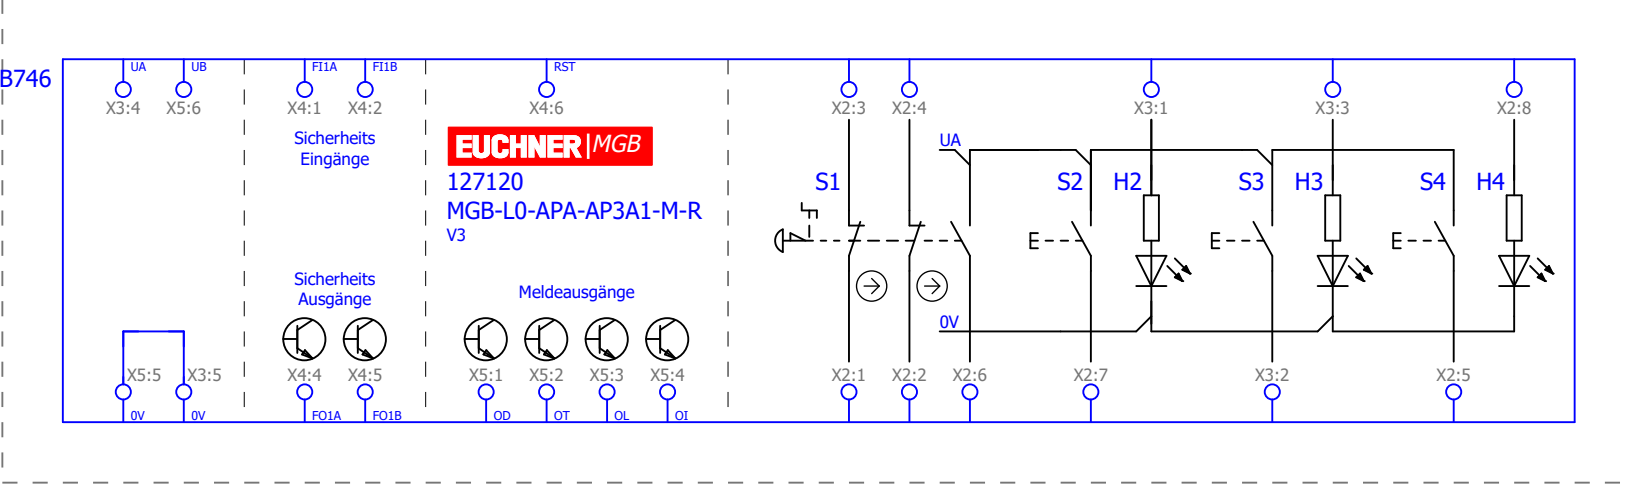 B746
UA UB FI1A FI1B RST
X3:4 X5:6 X4:1 X4:2 X4:6 X2:3 X2:4 X3:1 X3:3 X2:8
Sicherheits
Eingänge
EUCHNER MGB
127120
MGB-L0-APA-AP3A1-M-R
V3
UA
S1 S2 H2 S3 H3 S4 H4
Sicherheits
Ausgänge
Meldeausgänge
0V
X5:5 X3:5 X4:4 X4:5 X5:1 X5:2 X5:3 X5:4 X2:1 X2:2 X2:6 X2:7 X3:2 X2:5
0V 0V FO1A FO1B OD OT OL OI